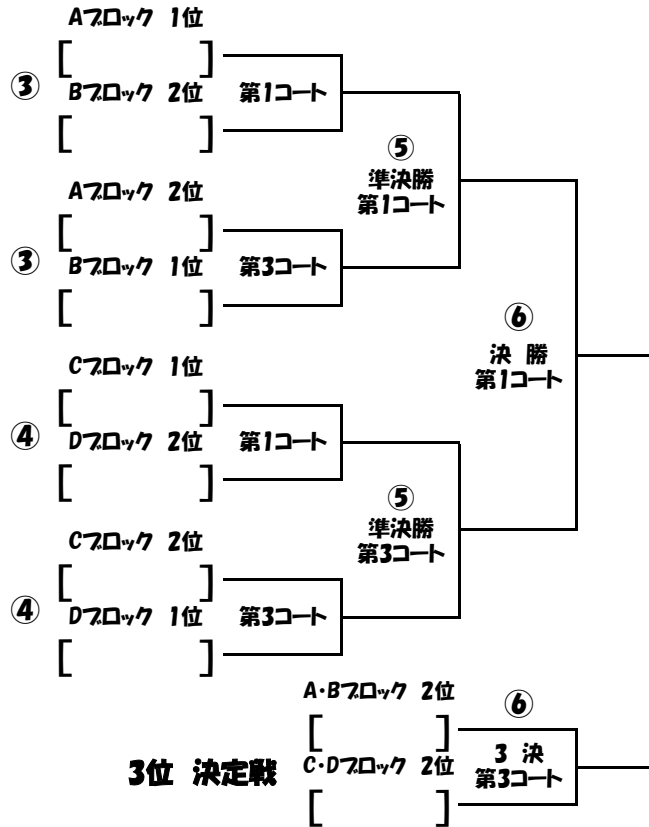 Aブロック 1位
[ ]
③ Bブロック 2位 第1コート
[ ]
⑤
準決勝
第1コート
Aブロック 2位
[ ]
③ Bブロック 1位 第3コート
[ ]
⑥
決 勝
第1コート
Cブロック 1位
[ ]
④ Dブロック 2位 第1コート
[ ]
⑤
準決勝
第3コート
Cブロック 2位
[ ]
④ Dブロック 1位 第3コート
[ ]
A・Bブロック 2位
[ ]
3位 決定戦 C・Dブロック 2位
[ ]
⑥
3 決
第3コート